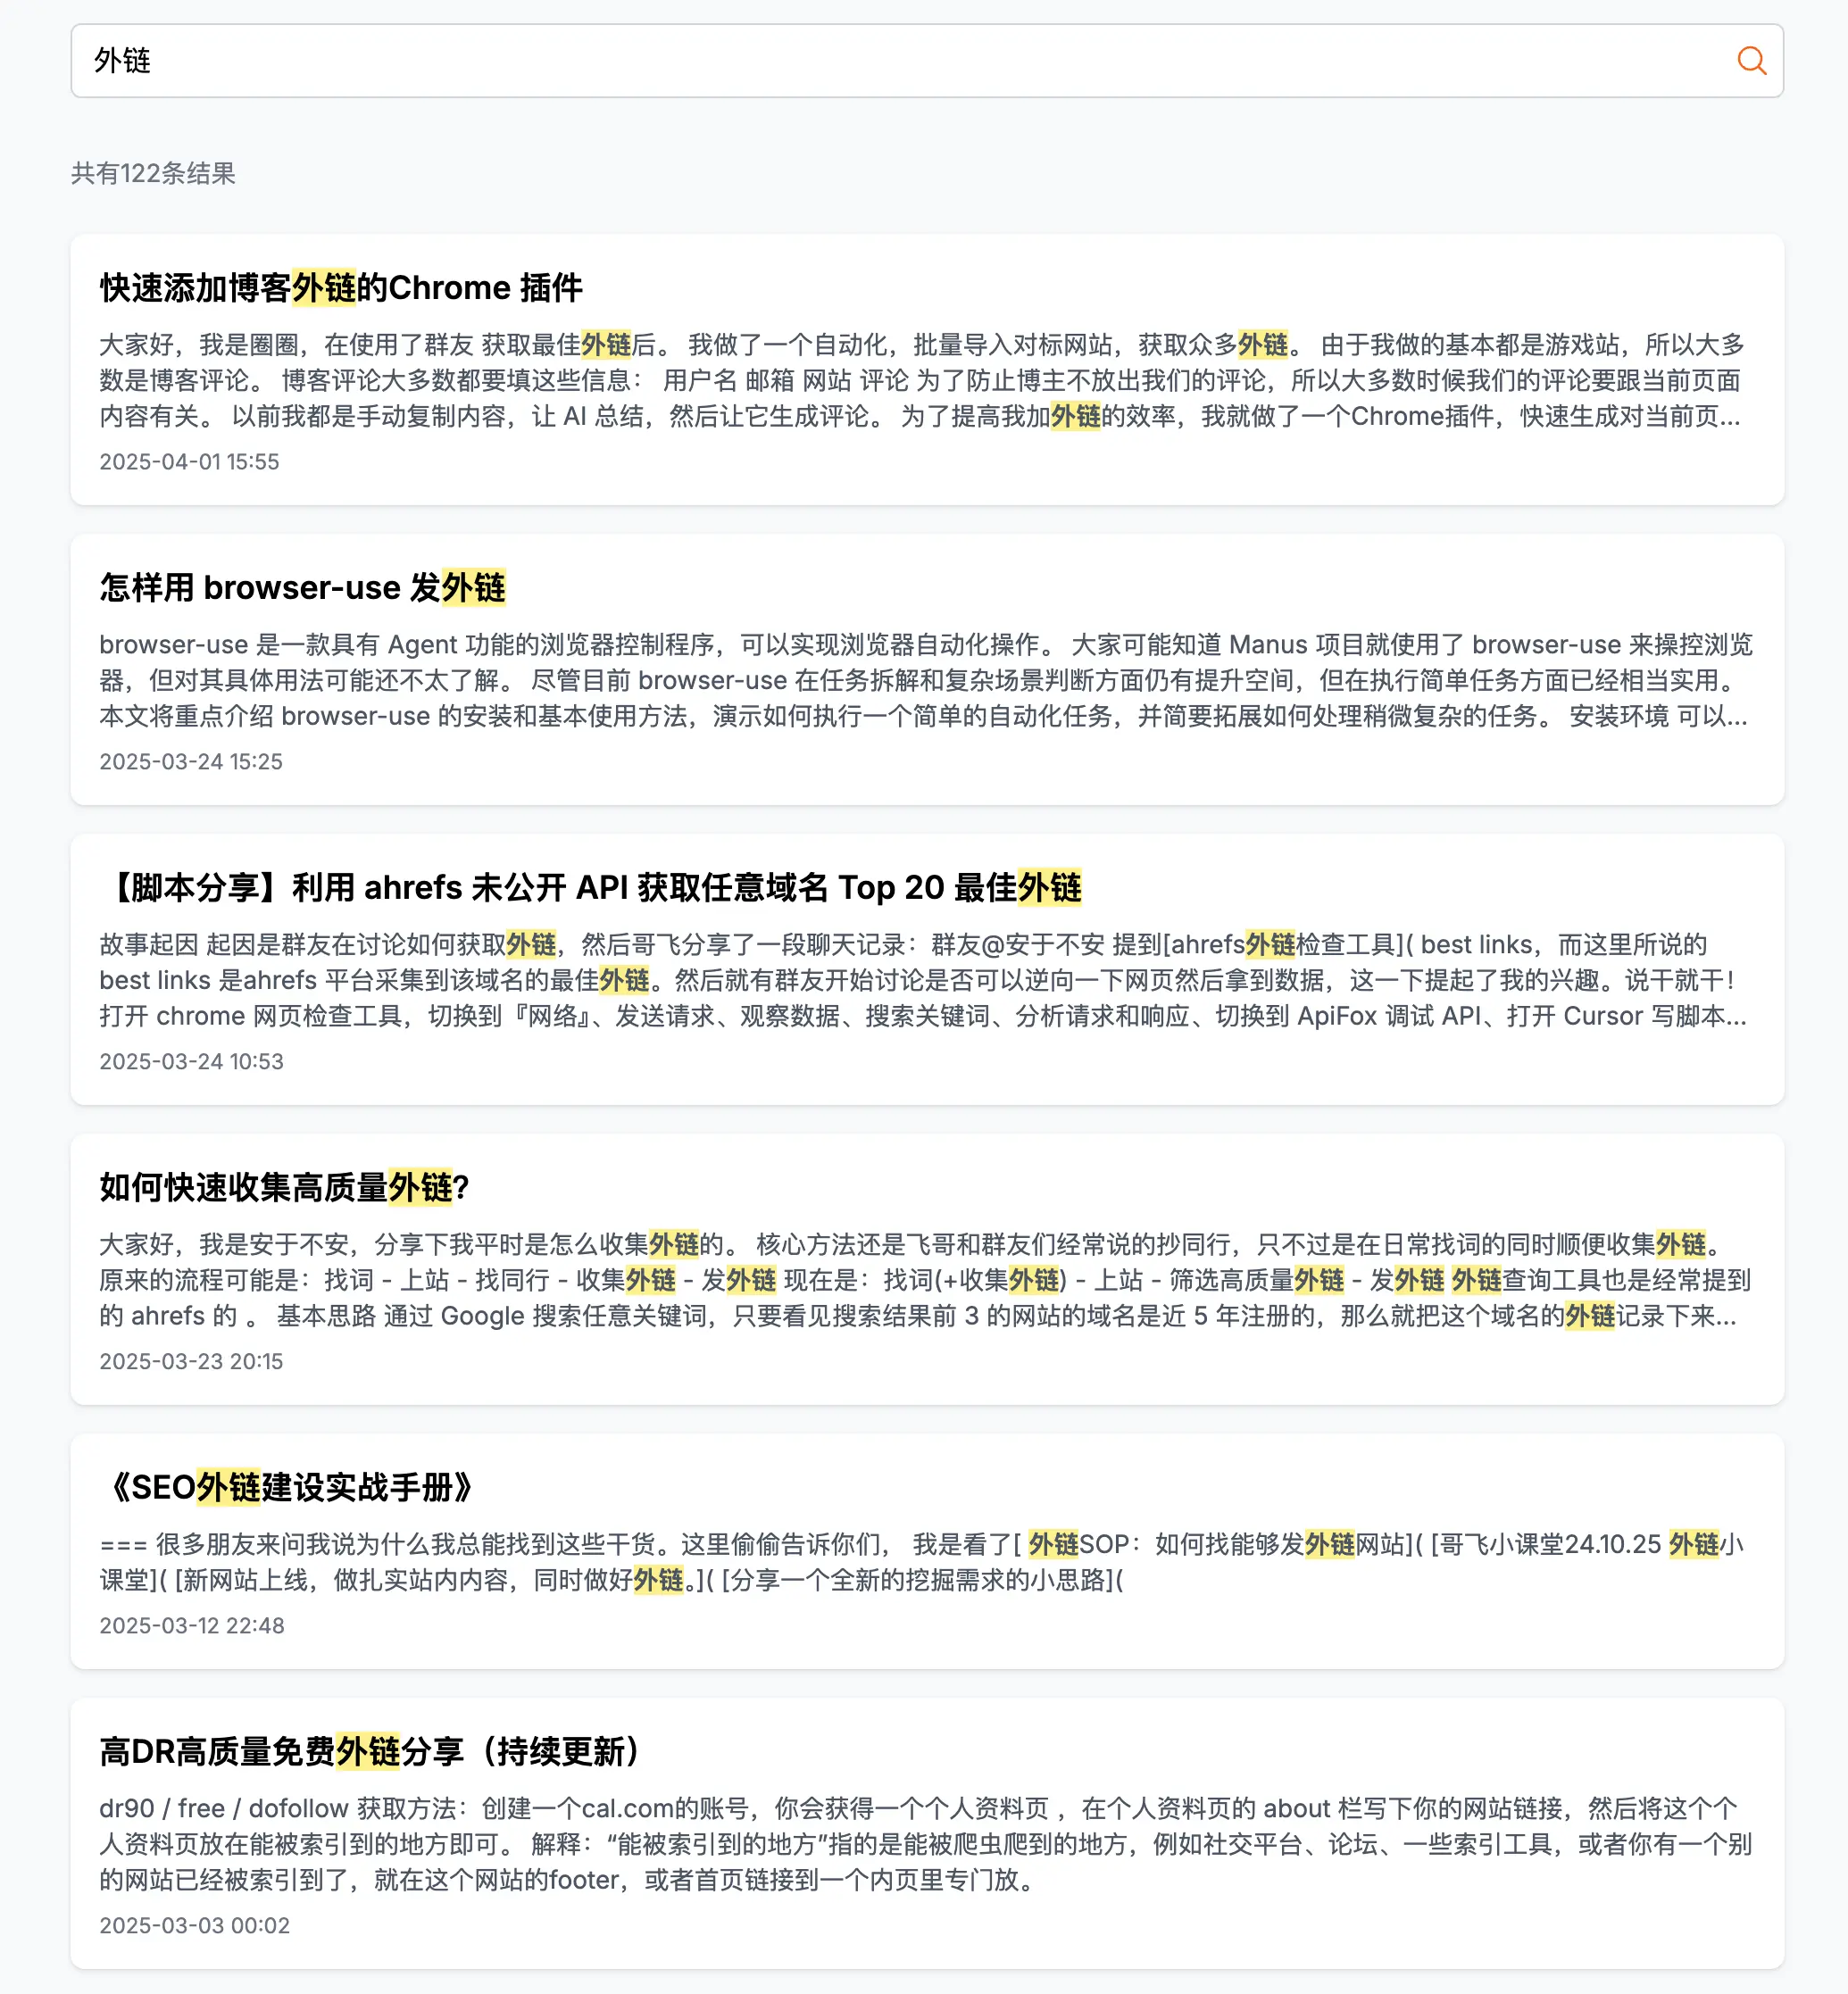 外链
共有122条结果
快速添加博客外链的Chrome 插件
大家好，我是圈圈，在使用了群友 获取最佳外链后。 我做了一个自动化，批量导入对标网站，获取众多外链。 由于我做的基本都是游戏站，所以大多
数是博客评论。 博客评论大多数都要填这些信息： 用户名 邮箱 网站 评论 为了防止博主不放出我们的评论，所以大多数时候我们的评论要跟当前页面
内容有关。 以前我都是手动复制内容，让 AI 总结，然后让它生成评论。 为了提高我加外链的效率，我就做了一个Chrome插件，快速生成对当前页...
2025-04-01 15:55
怎样用 browser-use 发外链
browser-use 是一款具有 Agent 功能的浏览器控制程序，可以实现浏览器自动化操作。 大家可能知道 Manus 项目就使用了 browser-use 来操控浏览
器，但对其具体用法可能还不太了解。 尽管目前 browser-use 在任务拆解和复杂场景判断方面仍有提升空间，但在执行简单任务方面已经相当实用。
本文将重点介绍 browser-use 的安装和基本使用方法，演示如何执行一个简单的自动化任务，并简要拓展如何处理稍微复杂的任务。 安装环境 可以...
2025-03-24 15:25
【脚本分享】利用 ahrefs 未公开 API 获取任意域名 Top 20 最佳外链
故事起因 起因是群友在讨论如何获取外链，然后哥飞分享了一段聊天记录：群友@安于不安 提到[ahrefs外链检查工具]( best links，而这里所说的
best links 是ahrefs 平台采集到该域名的最佳外链。然后就有群友开始讨论是否可以逆向一下网页然后拿到数据，这一下提起了我的兴趣。说干就干！
打开 chrome 网页检查工具，切换到『网络』、发送请求、观察数据、搜索关键词、分析请求和响应、切换到 ApiFox 调试 API、打开 Cursor 写脚本...
2025-03-24 10:53
如何快速收集高质量外链?
大家好，我是安于不安，分享下我平时是怎么收集外链的。 核心方法还是飞哥和群友们经常说的抄同行，只不过是在日常找词的同时顺便收集外链。
原来的流程可能是：找词 - 上站 - 找同行 - 收集外链 - 发外链 现在是：找词(+收集外链) - 上站 - 筛选高质量外链 - 发外链 外链查询工具也是经常提到
的 ahrefs 的 。 基本思路 通过 Google 搜索任意关键词，只要看见搜索结果前 3 的网站的域名是近 5 年注册的，那么就把这个域名的外链记录下来...
2025-03-23 20:15
《SEO外链建设实战手册》
=== 很多朋友来问我说为什么我总能找到这些干货。这里偷偷告诉你们， 我是看了[ 外链SOP：如何找能够发外链网站]( [哥飞小课堂24.10.25 外链小
课堂]( [新网站上线，做扎实站内内容，同时做好外链。]( [分享一个全新的挖掘需求的小思路](
2025-03-12 22:48
高DR高质量免费外链分享（持续更新）
dr90 / free / dofollow 获取方法：创建一个cal.com的账号，你会获得一个个人资料页 ，在个人资料页的 about 栏写下你的网站链接，然后将这个个
人资料页放在能被索引到的地方即可。 解释：“能被索引到的地方”指的是能被爬虫爬到的地方，例如社交平台、论坛、一些索引工具，或者你有一个别
的网站已经被索引到了，就在这个网站的footer，或者首页链接到一个内页里专门放。
2025-03-03 00:02